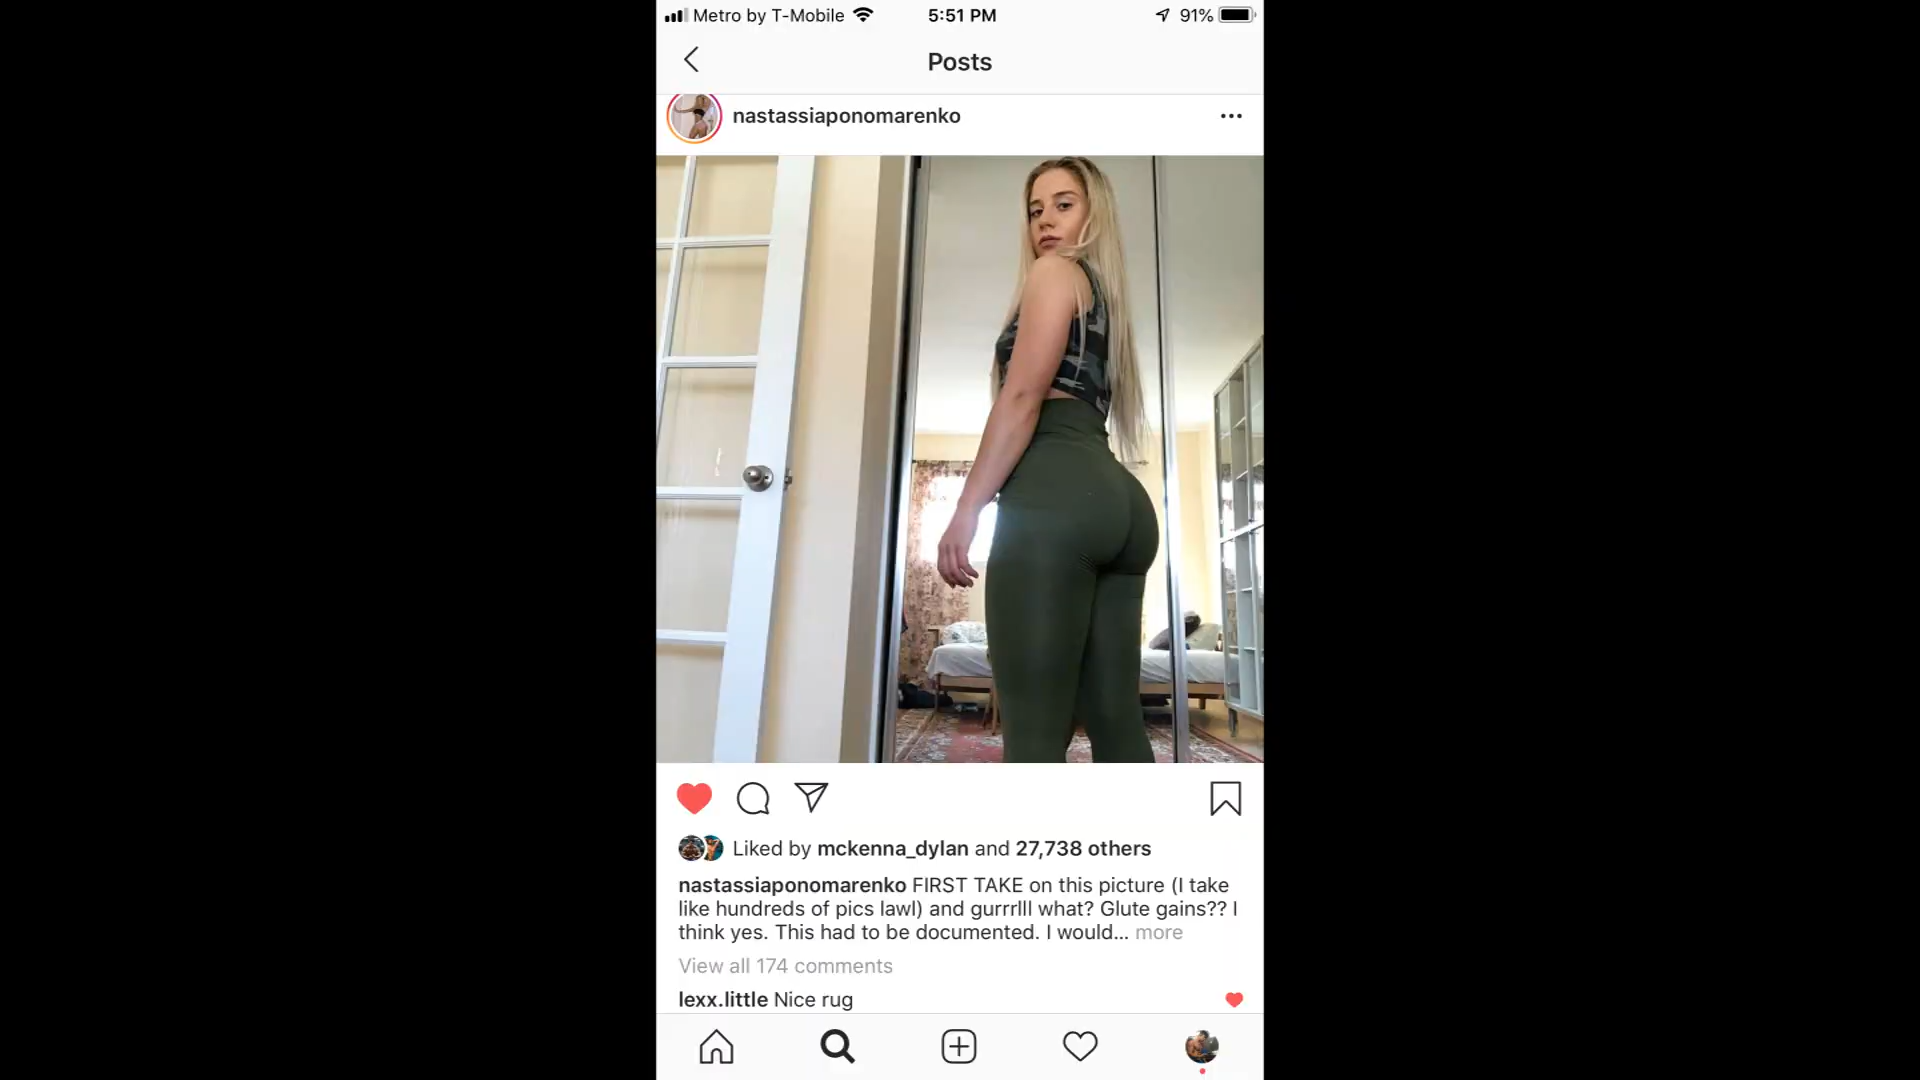 Metro by T-Mobile 5:51 PM 91%
Posts
nastassiaponomarenko
Liked by mckenna_dylan and 27,738 others
nastassiaponomarenko FIRST TAKE on this picture (I take
like hundreds of pics lawl) and gurrrlll what? Glute gains?? I
think yes. This had to be documented. I would... more
View all 174 comments
lexx.little Nice rug